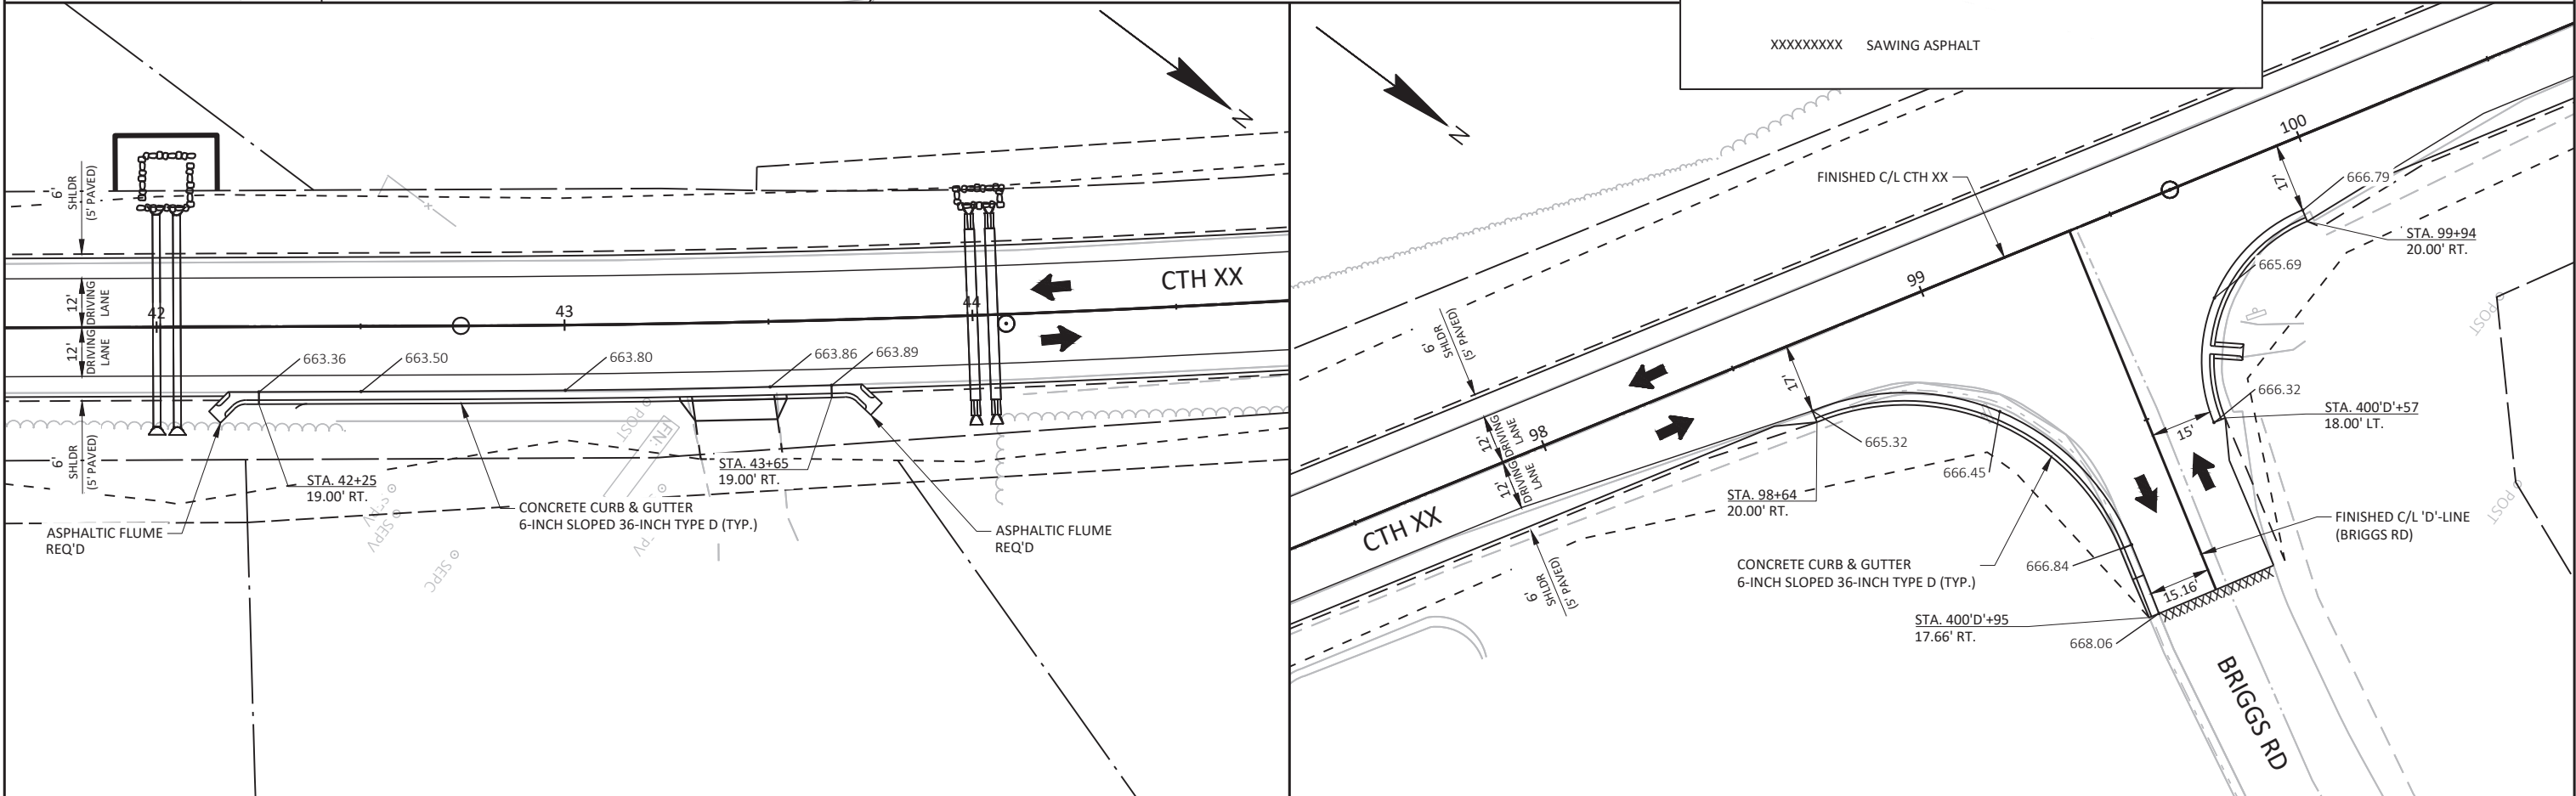 N
6'
SHLDR
(5' PAVED)
12'
DRIVING
LANE
12'
DRIVING
LANE
6'
SHLDR
(5' PAVED)
42
43
44
CTH XX
663.36
663.50
663.80
663.86
663.89
POST
STA. 42+25
19.00' RT.
STA. 43+65
19.00' RT.
CONCRETE CURB & GUTTER
6-INCH SLOPED 36-INCH TYPE D (TYP.)
ASPHALTIC FLUME
REQ'D
ASPHALTIC FLUME
REQ'D
SEPV
SEPC
XXXXXXXXX SAWING ASPHALT
N
100
FINISHED C/L CTH XX
17'
666.79
STA. 99+94
20.00' RT.
665.69
99
POST
6'
SHLDR
(5' PAVED)
17'
666.32
STA. 400'D'+57
18.00' LT.
15'
12'
DRIVING
LANE
98
12'
DRIVING
LANE
665.32
666.45
STA. 98+64
20.00' RT.
CTH XX
POST
FINISHED C/L 'D'-LINE
(BRIGGS RD)
6'
SHLDR
(5' PAVED)
CONCRETE CURB & GUTTER
6-INCH SLOPED 36-INCH TYPE D (TYP.)
666.84
15.16'
XXXXXXXXXXXXX
STA. 400'D'+95
17.66' RT.
668.06
BRIGGS RD